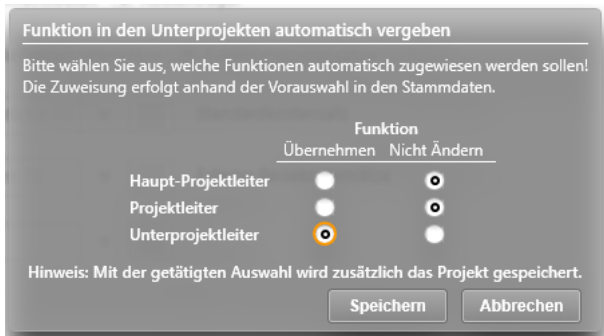 Funktion in den Unterprojekten automatisch vergeben
Bitte wählen Sie aus, welche Funktionen automatisch zugewiesen werden sollen!
Die Zuweisung erfolgt anhand der Vorauswahl in den Stammdaten.
Funktion
Übernehmen Nicht Ändern
Haupt-Projektleiter
Projektleiter
Unterprojektleiter
Hinweis: Mit der getätigten Auswahl wird zusätzlich das Projekt gespeichert.
Speichern Abbrechen